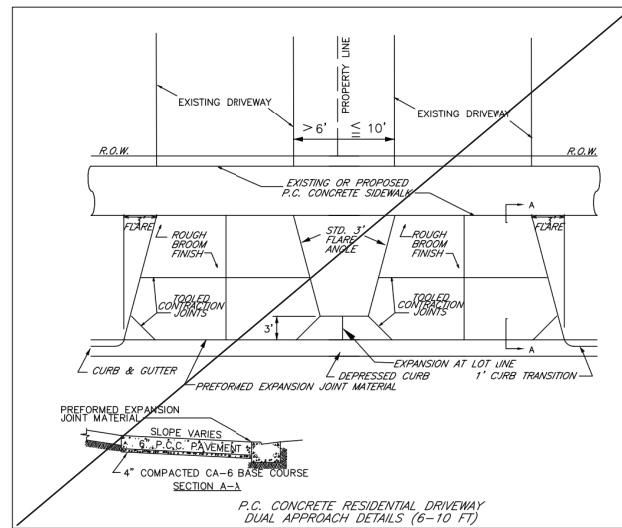 PROPERTY LINE
EXISTING DRIVEWAY
EXISTING DRIVEWAY
> 6' ≦ 10'
R.O.W.
R.O.W.
EXISTING OR PROPOSED
P.C. CONCRETE SIDEWALK
A
3'
FLARE
ROUGH
BROOM
FINISH
STD. 3'
FLARE
ANGLE
ROUGH
BROOM
FINISH
3'
FLARE
TOOLED
CONTRACTION
JOINTS
TOOLED
CONTRACTION
JOINTS
3'
A
EXPANSION AT LOT LINE
CURB & GUTTER
DEPRESSED CURB
1' CURB TRANSITION
PREFORMED EXPANSION JOINT MATERIAL
PREFORMED EXPANSION
JOINT MATERIAL
SLOPE VARIES
6" P.C.C. PAVEMENT
4" COMPACTED CA-6 BASE COURSE
SECTION A-A
P.C. CONCRETE RESIDENTIAL DRIVEWAY
DUAL APPROACH DETAILS (6-10 FT)